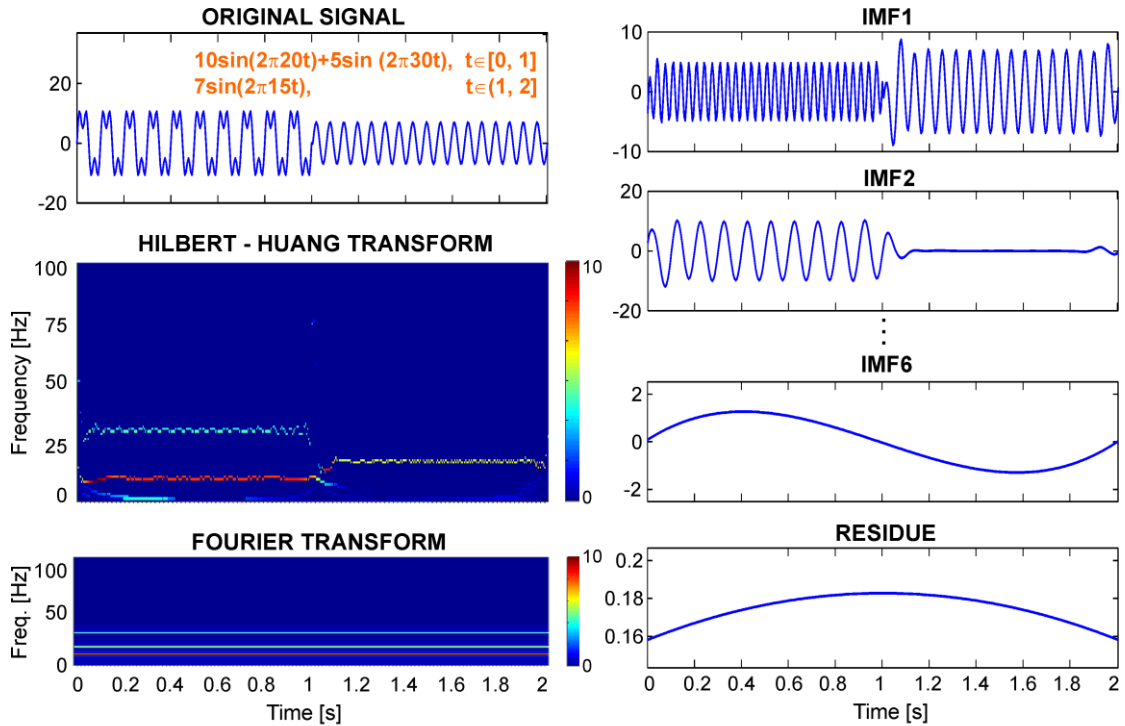 ORIGINAL SIGNAL
10sin(2π20t)+5sin (2π30t), t∈[0, 1]
7sin(2π15t), t∈(1, 2]
20
0
-20
HILBERT - HUANG TRANSFORM
100
75
50
25
0
Frequency [Hz]
10
0
FOURIER TRANSFORM
100
50
0
Freq. [Hz]
10
0
0 0.2 0.4 0.6 0.8 1 1.2 1.4 1.6 1.8 2
Time [s]
IMF1
10
0
-10
IMF2
20
0
-20
IMF6
2
0
-2
RESIDUE
0.2
0.18
0.16
0 0.2 0.4 0.6 0.8 1 1.2 1.4 1.6 1.8 2
Time [s]